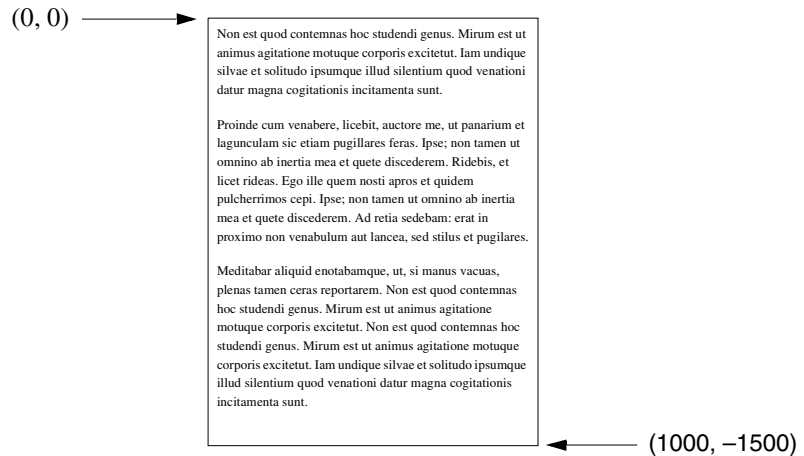 (0, 0)
Non est quod contemnas hoc studendi genus. Mirum est ut
animus agitatione motuque corporis excitetut. Iam undique
silvae et solitudo ipsumque illud silentium quod venationi
datur magna cogitationis incitamenta sunt.
Proinde cum venabere, licebit, auctore me, ut panarium et
lagunculam sic etiam pugillares feras. Ipse; non tamen ut
omnino ab inertia mea et quete discederem. Ridebis, et
licet rideas. Ego ille quem nosti apros et quidem
pulcherrimos cepi. Ipse; non tamen ut omnino ab inertia
mea et quete discederem. Ad retia sedebam: erat in
proximo non venabulum aut lancea, sed stilus et pugilares.
Meditabar aliquid enotabamque, ut, si manus vacuas,
plenas tamen ceras reportarem. Non est quod contemnas
hoc studendi genus. Mirum est ut animus agitatione
motuque corporis excitetut. Non est quod contemnas hoc
studendi genus. Mirum est ut animus agitatione motuque
corporis excitetut. Iam undique silvae et solitudo ipsumque
illud silentium quod venationi datur magna cogitationis
incitamenta sunt.
(1000, –1500)